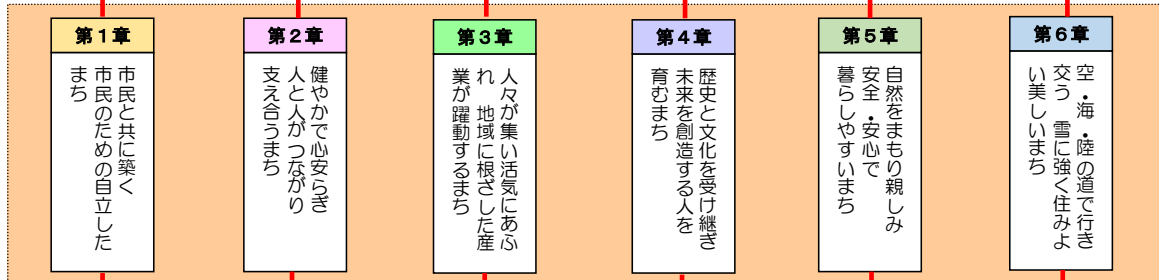 第1章
市民と共に築く
市民のための自立した
まち
第2章
健やかで心安らぎ
人と人がつながり
支え合うまち
第3章
人々が集い活気にあふ
れ　地域に根ざした産
業が躍動するまち
第4章
歴史と文化を受け継ぎ
未来を創造する人を
育むまち
第5章
自然をまもり親しみ
安全・安心で
暮らしやすいまち
第6章
空・海・陸の道で行き
交う　雪に強く住みよ
い美しいまち